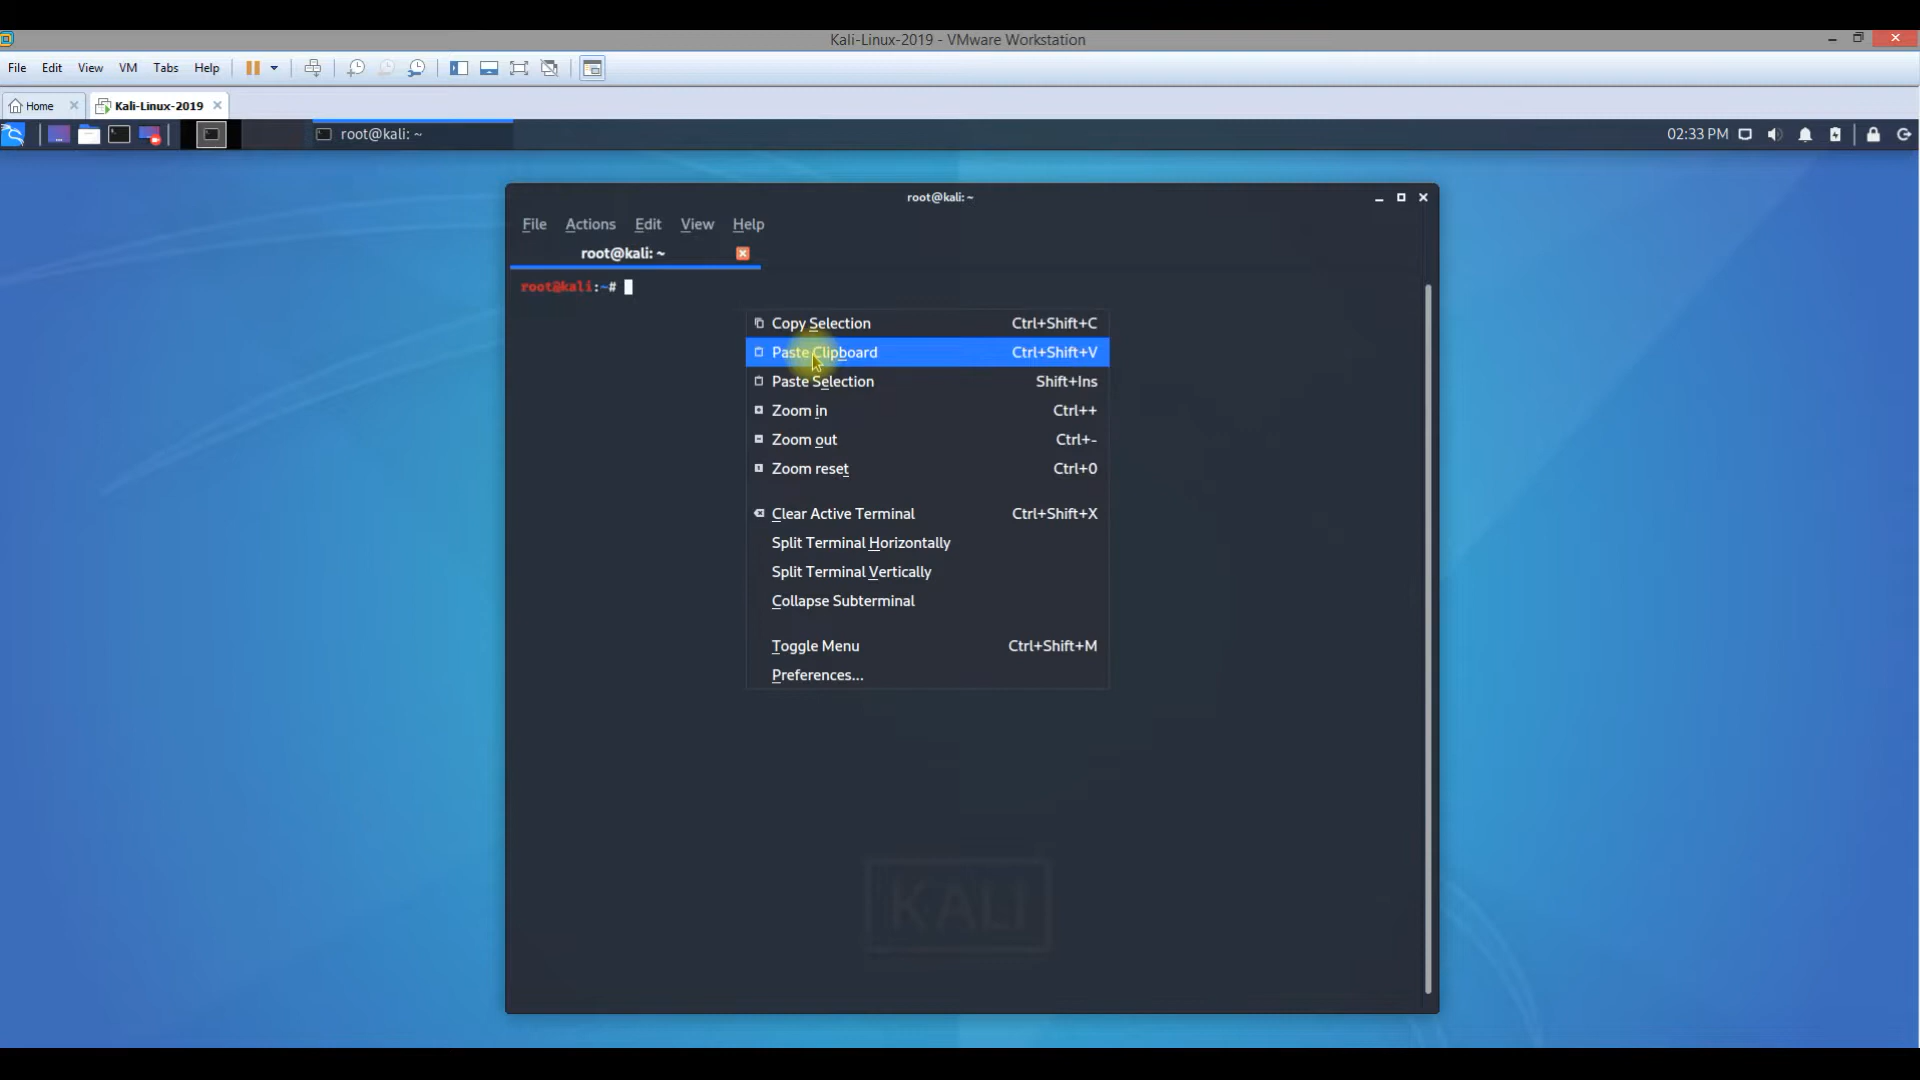 Kali-Linux-2019 - VMware Workstation
File Edit View VM Tabs Help
Home Kali-Linux-2019
root@kali: ~ 02:33 PM
root@kali: ~
File Actions Edit View Help
root@kali: ~
root@kali:~#
Copy Selection Ctrl+Shift+C
Paste Clipboard Ctrl+Shift+V
Paste Selection Shift+Ins
Zoom in Ctrl++
Zoom out Ctrl+-
Zoom reset Ctrl+0
Clear Active Terminal Ctrl+Shift+X
Split Terminal Horizontally
Split Terminal Vertically
Collapse Subterminal
Toggle Menu Ctrl+Shift+M
Preferences...
KALI